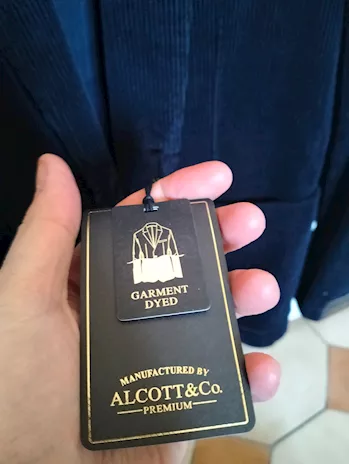 GARMENT
DYED
MANUFACTURED BY
ALCOTT&Co.
PREMIUM